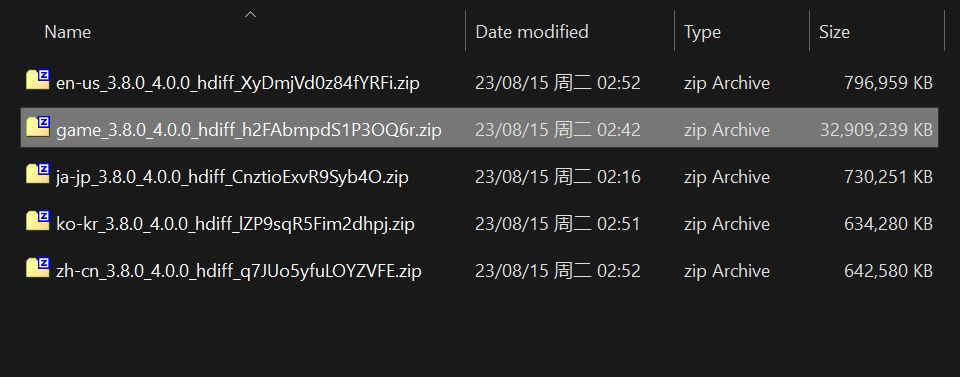 Name Date modified Type Size
en-us_3.8.0_4.0.0_hdiff_XyDmjVd0z84fYRFi.zip 23/08/15 周二 02:52 zip Archive 796,959 KB
game_3.8.0_4.0.0_hdiff_h2FAbmpdS1P3OQ6r.zip 23/08/15 周二 02:42 zip Archive 32,909,239 KB
ja-jp_3.8.0_4.0.0_hdiff_CnztioExvR9Syb4O.zip 23/08/15 周二 02:16 zip Archive 730,251 KB
ko-kr_3.8.0_4.0.0_hdiff_lZP9sqR5Fim2dhpj.zip 23/08/15 周二 02:51 zip Archive 634,280 KB
zh-cn_3.8.0_4.0.0_hdiff_q7JUo5yfuLOYZVFE.zip 23/08/15 周二 02:52 zip Archive 642,580 KB